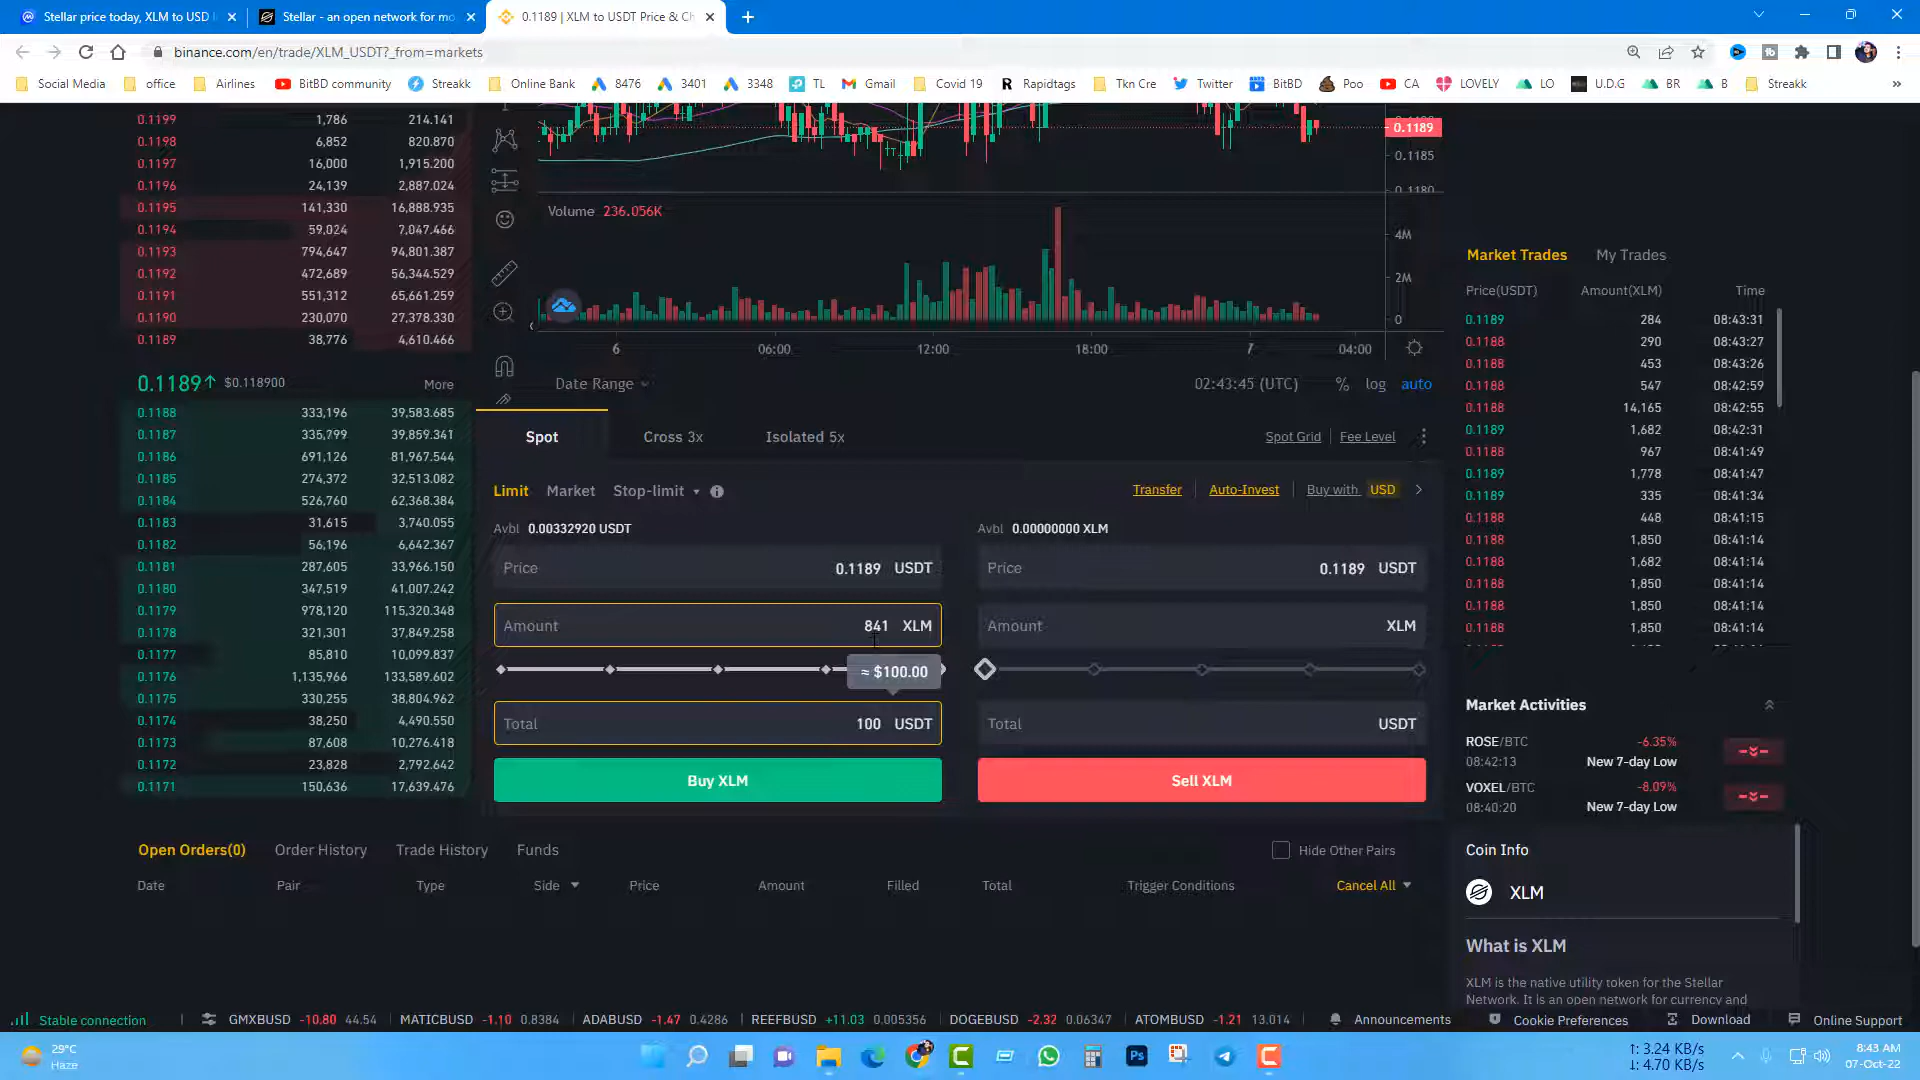 Stellar price today, XLM to USD l
Stellar - an open network for mo
0.1189 | XLM to USDT Price & Ch
binance.com/en/trade/XLM_USDT?_from=markets
Social Media office Airlines BitBD community Streakk Online Bank 8476 3401 3348 TL Gmail Covid 19 Rapidtags Tkn Cre Twitter BitBD Poo CA LOVELY LO U.D.G BR B Streakk »
0.1199 1,786 214.141
0.1198 6,852 820.870
0.1197 16,000 1,915.200
0.1196 24,139 2,887.024
0.1195 141,330 16,888.935
0.1194 59,024 7,047.466
0.1193 794,647 94,801.387
0.1192 472,689 56,344.529
0.1191 551,312 65,661.259
0.1190 230,070 27,378.330
0.1189 38,776 4,610.466
0.1189↑ $0.118900 More
0.1188 333,196 39,583.685
0.1187 335,799 39,859.341
0.1186 691,126 81,967.544
0.1185 274,372 32,513.082
0.1184 526,760 62,368.384
0.1183 31,615 3,740.055
0.1182 56,196 6,642.367
0.1181 287,605 33,966.150
0.1180 347,519 41,007.242
0.1179 978,120 115,320.348
0.1178 321,301 37,849.258
0.1177 85,810 10,099.837
0.1176 1,135,966 133,589.602
0.1175 330,255 38,804.962
0.1174 38,250 4,490.550
0.1173 87,608 10,276.418
0.1172 23,828 2,792.642
0.1171 150,636 17,639.476
0.1189
0.1185
0.1180
Volume 236.056K
4M
2M
0
6 06:00 12:00 18:00 7 04:00
Date Range 02:43:45 (UTC) % log auto
Spot Cross 3x Isolated 5x Spot Grid Fee Level
Limit Market Stop-limit Transfer Auto-Invest Buy with USD
Avbl 0.00332920 USDT Avbl 0.00000000 XLM
Price 0.1189 USDT Price 0.1189 USDT
Amount 841 XLM Amount XLM
≈ $100.00
Total 100 USDT Total USDT
Buy XLM Sell XLM
Market Trades My Trades
Price(USDT) Amount(XLM) Time
0.1189 284 08:43:31
0.1188 290 08:43:27
0.1188 453 08:43:26
0.1188 547 08:42:59
0.1188 14,165 08:42:55
0.1189 1,682 08:42:31
0.1188 967 08:41:49
0.1189 1,778 08:41:47
0.1189 335 08:41:34
0.1188 448 08:41:15
0.1188 1,850 08:41:14
0.1188 1,682 08:41:14
0.1188 1,850 08:41:14
0.1188 1,850 08:41:14
0.1188 1,850 08:41:14
Market Activities
ROSE/BTC -6.35%
08:42:13 New 7-day Low
VOXEL/BTC -8.09%
08:40:20 New 7-day Low
Coin Info
XLM
What is XLM
XLM is the native utility token for the Stellar
Network. It is an open network for currency and
Open Orders(0) Order History Trade History Funds Hide Other Pairs
Date Pair Type Side Price Amount Filled Total Trigger Conditions Cancel All
Stable connection GMXBUSD -10.80 44.54 MATICBUSD -1.10 0.8384 ADABUSD -1.47 0.4286 REEFBUSD +11.03 0.005356 DOGEBUSD -2.32 0.06347 ATOMBUSD -1.21 13.014 Announcements Cookie Preferences Download Online Support
29°C
Haze
3.24 KB/s
4.70 KB/s
8:43 AM
07-Oct-22